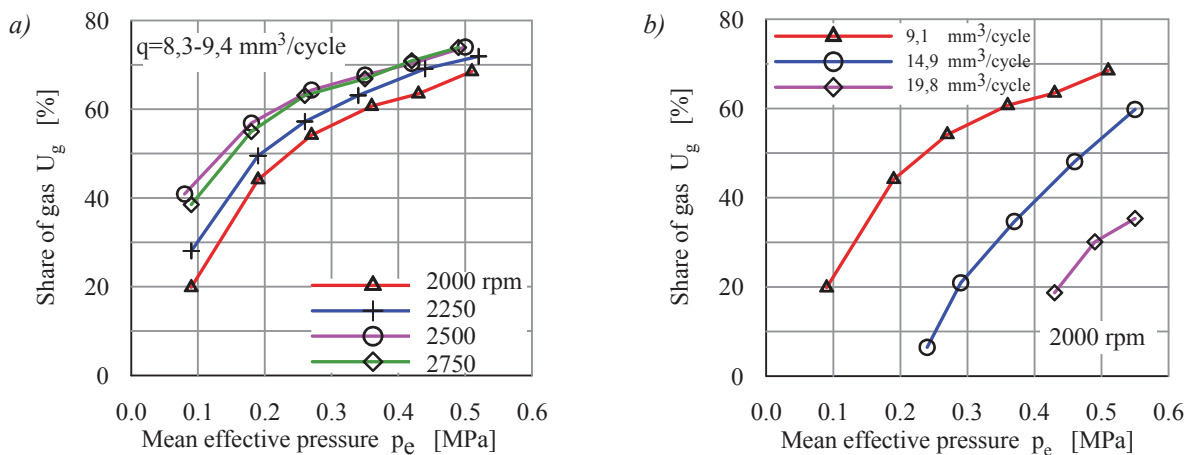 a)
q=8,3-9,4 mm³/cycle
Share of gas U_g [%]
80
60
40
20
0
2000 rpm
2250
2500
2750
0.0 0.1 0.2 0.3 0.4 0.5 0.6
Mean effective pressure p_e [MPa]
b)
9,1 mm³/cycle
14,9 mm³/cycle
19,8 mm³/cycle
Share of gas U_g [%]
80
60
40
20
0
2000 rpm
0.0 0.1 0.2 0.3 0.4 0.5 0.6
Mean effective pressure p_e [MPa]